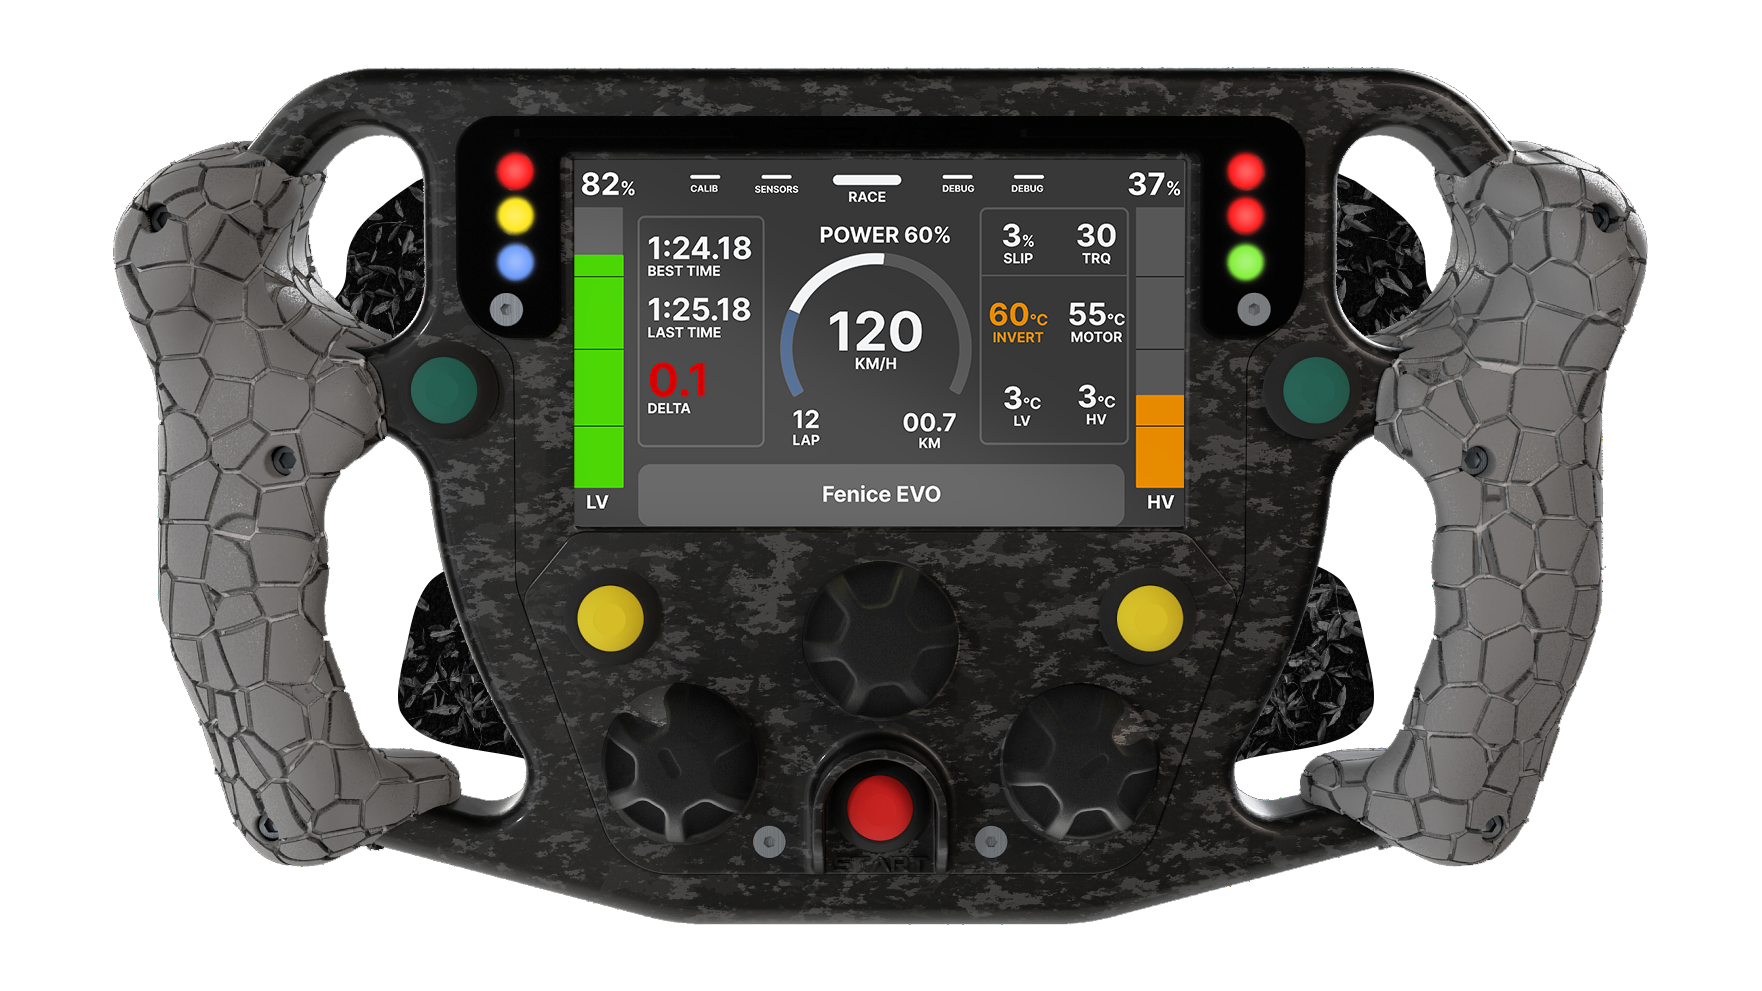 82%
CALIB
SENSORS
RACE
DEBUG
DEBUG
37%
1:24.18
BEST TIME
1:25.18
LAST TIME
0.1
DELTA
POWER 60%
120
KM/H
12
LAP
00.7
KM
3%
SLIP
30
TRQ
60°C
INVERT
55°C
MOTOR
3°C
LV
3°C
HV
LV
Fenice EVO
HV
START